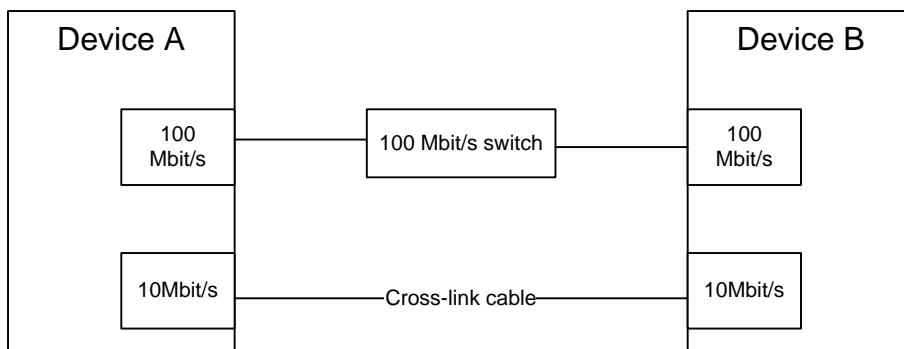 Device A
Device B
100
Mbit/s
100 Mbit/s switch
100
Mbit/s
10Mbit/s
Cross-link cable
10Mbit/s